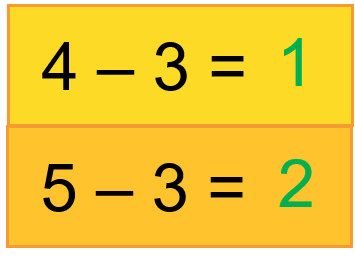 4 – 3 = 1
5 – 3 = 2